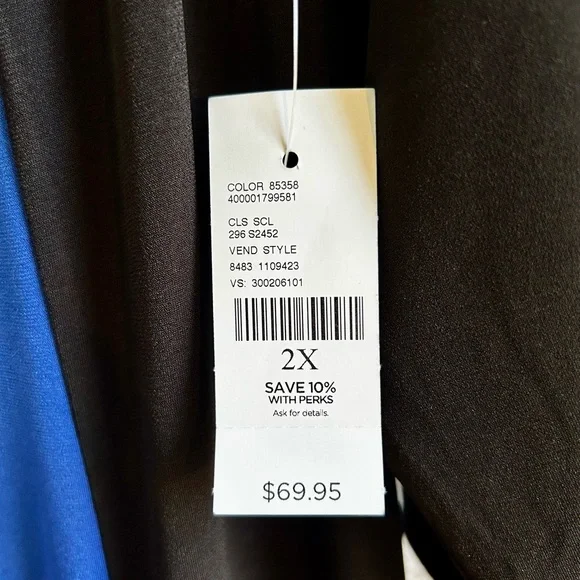 COLOR 85358
400001799581
CLS SCL
296 S2452
VEND STYLE
8483 1109423
VS: 300206101
2X
SAVE 10%
WITH PERKS
Ask for details.
$69.95